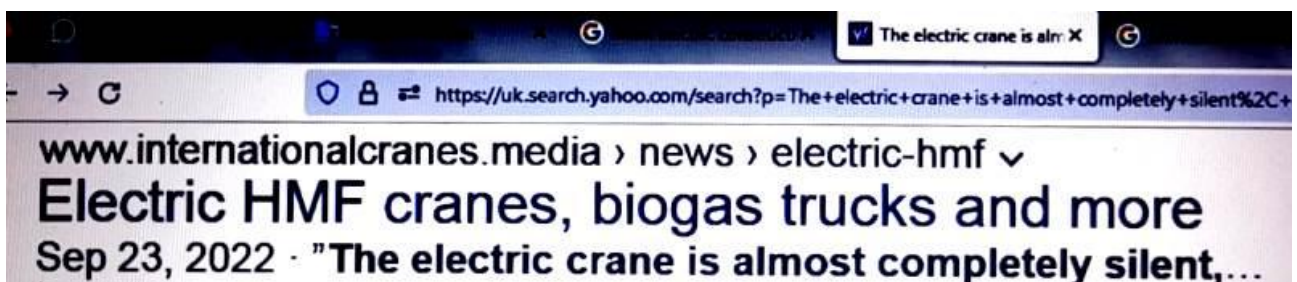 The electric crane is alm
https://uk.search.yahoo.com/search?p=The+electric+crane+is+almost+completely+silent%2C+
www.internationalcranes.media › news › electric-hmf
Electric HMF cranes, biogas trucks and more
Sep 23, 2022 · "The electric crane is almost completely silent,...